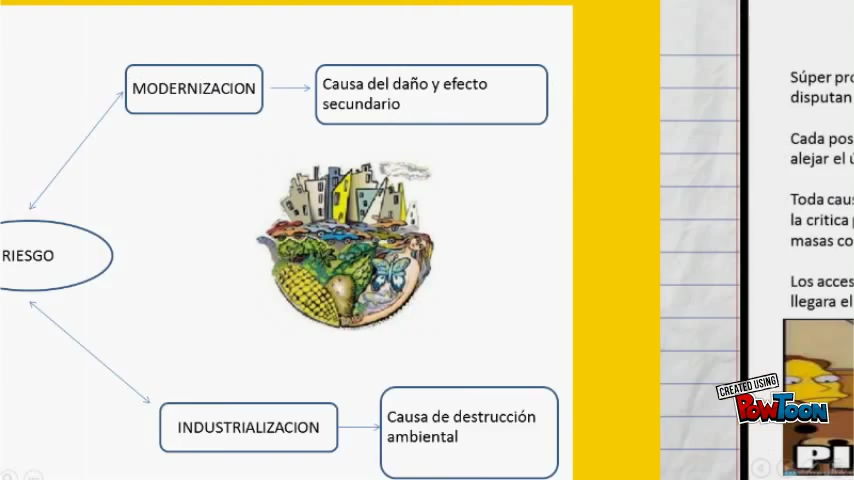 MODERNIZACION
Causa del daño y efecto
secundario
RIESGO
INDUSTRIALIZACION
Causa de destrucción
ambiental
Súper pro
disputan
Cada pos
alejar el ú
Toda caus
la critica
masas co
Los acces
llegara el
CREATED USING
POWTOON
PI